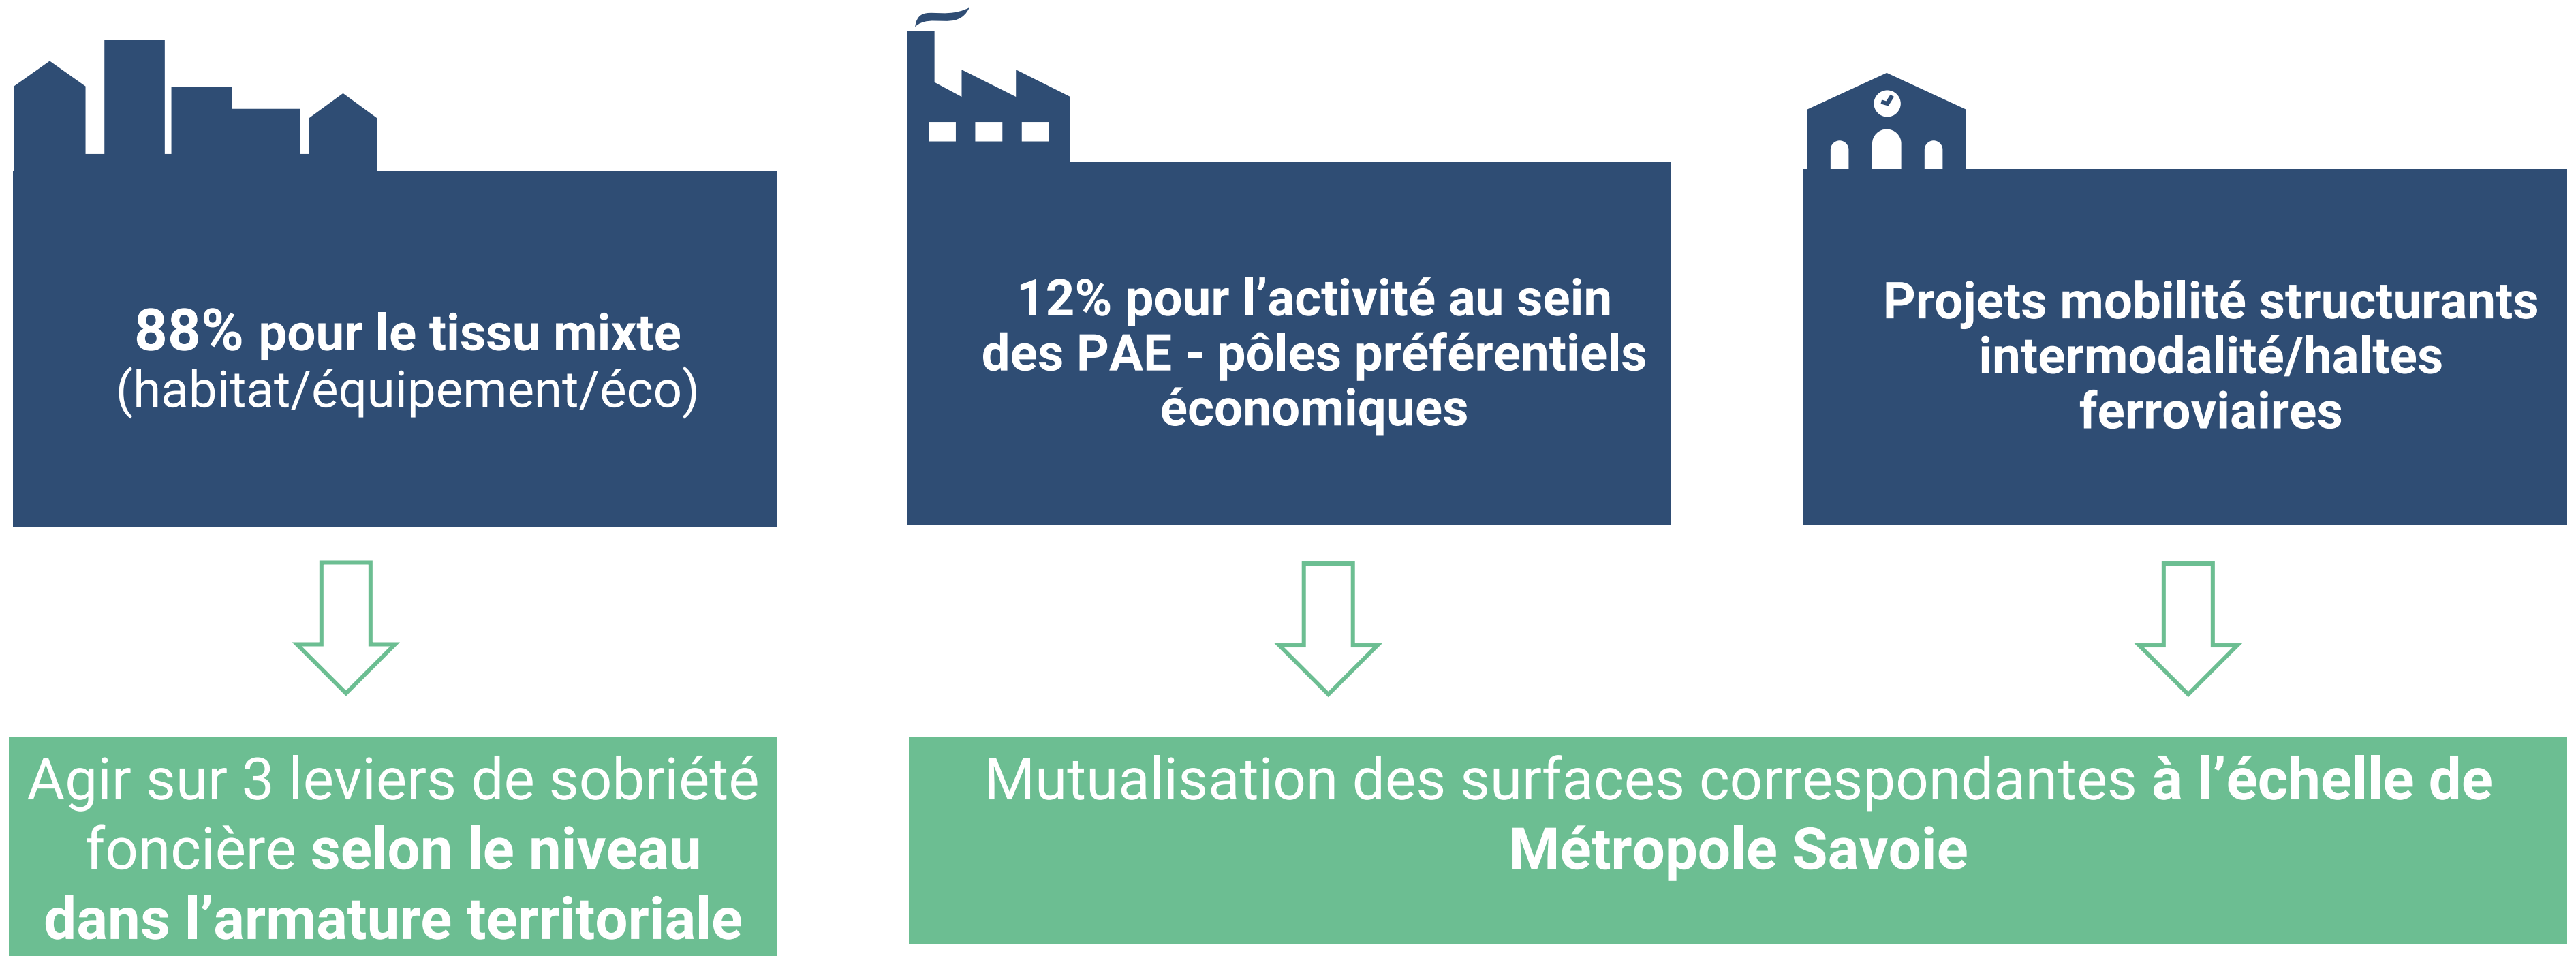 88% pour le tissu mixte
(habitat/équipement/éco)
12% pour l’activité au sein
des PAE - pôles préférentiels
économiques
Projets mobilité structurants
intermodalité/haltes
ferroviaires
Agir sur 3 leviers de sobriété
foncière selon le niveau
dans l’armature territoriale
Mutualisation des surfaces correspondantes à l’échelle de
Métropole Savoie